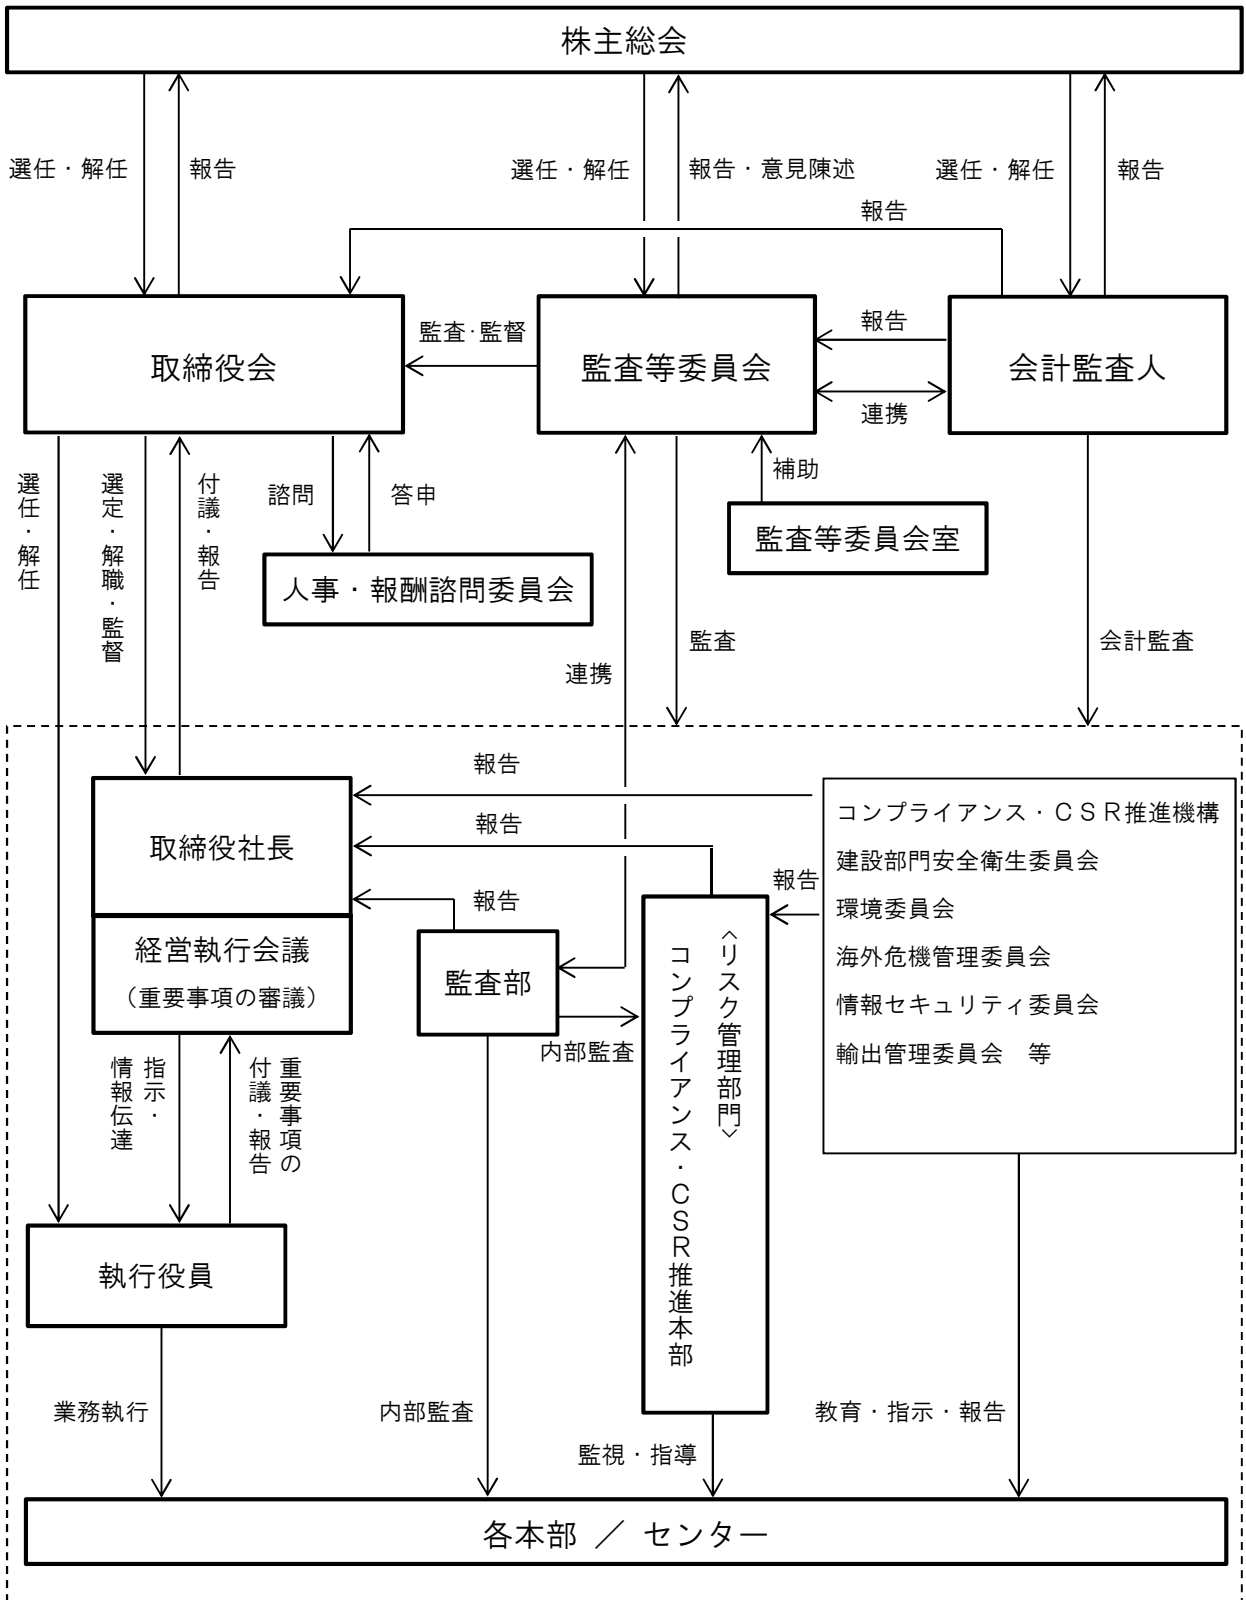 株主総会
選任・解任
報告
選任・解任
報告・意見陳述
選任・解任
報告
報告
取締役会
監査・監督
監査等委員会
報告
連携
会計監査人
選任・解任
選定・解職・監督
付議・報告
諮問
答申
補助
監査等委員会室
人事・報酬諮問委員会
連携
監査
会計監査
報告
取締役社長
報告
報告
経営執行会議
（重要事項の審議）
監査部
内部監査
報告
コンプライアンス・ＣＳＲ推進機構
建設部門安全衛生委員会
環境委員会
海外危機管理委員会
情報セキュリティ委員会
輸出管理委員会　等
〈リスク管理部門〉
コンプライアンス・ＣＳＲ推進本部
指示・
情報伝達
重要事項の
付議・報告
執行役員
業務執行
内部監査
監視・指導
教育・指示・報告
各本部 ／ センター